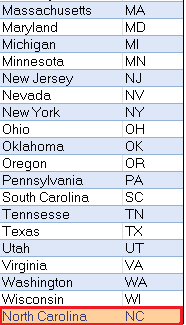 Massachusetts MA
Maryland MD
Michigan MI
Minnesota MN
New Jersey NJ
Nevada NV
New York NY
Ohio OH
Oklahoma OK
Oregon OR
Pennsylvania PA
South Carolina SC
Tennsesse TN
Texas TX
Utah UT
Virginia VA
Washington WA
Wisconsin WI
North Carolina NC